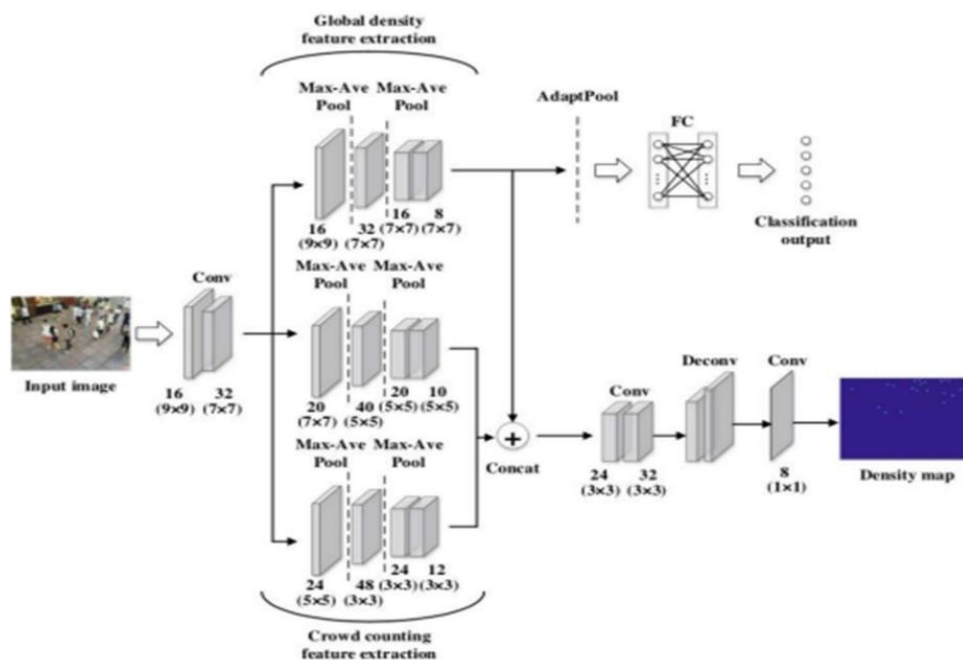 Global density
feature extraction
Max-Ave Max-Ave
Pool Pool
AdaptPool
FC
...
...
16 32 16 8
(9×9) (7×7) (7×7) (7×7)
Classification
output
Max-Ave Max-Ave
Pool Pool
Conv
Input image
16 32
(9×9) (7×7)
20 40 20 10
(7×7) (5×5) (5×5) (5×5)
Deconv Conv
Conv
+
Concat
Max-Ave Max-Ave
Pool Pool
24 32
(3×3) (3×3)
8
(1×1)
Density map
24 48 24 12
(5×5) (3×3) (3×3) (3×3)
Crowd counting
feature extraction